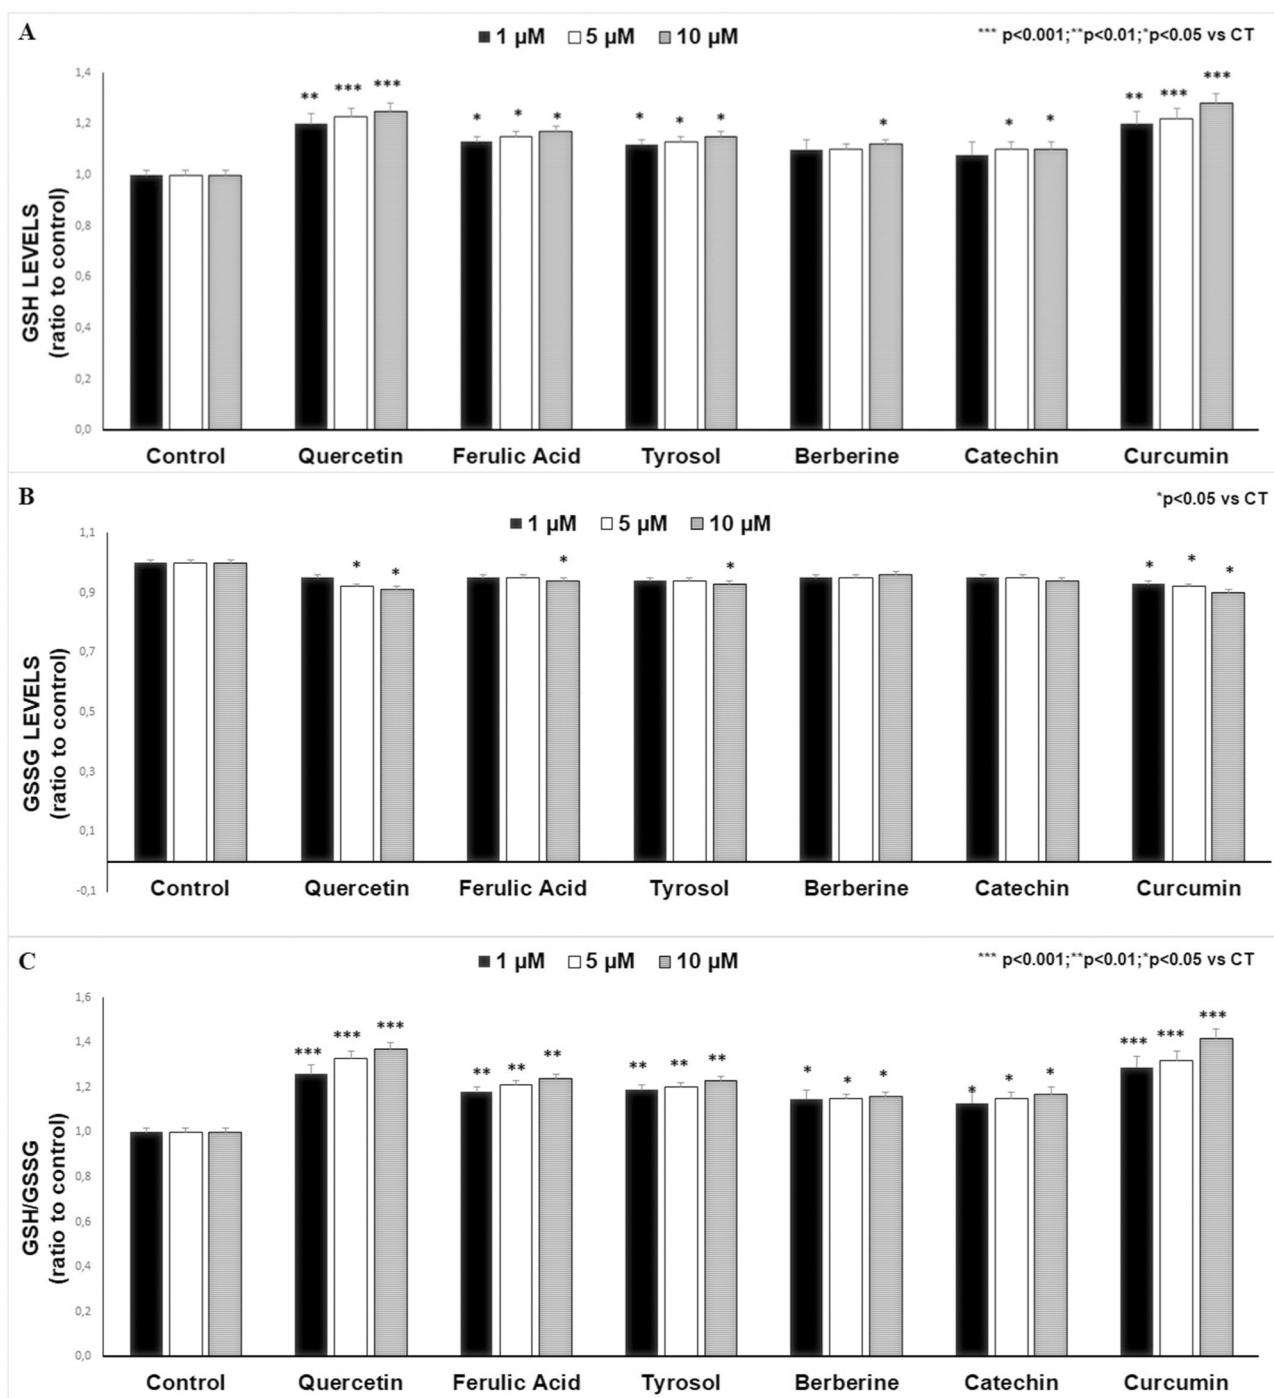 A
1 µM 5 µM 10 µM
*** p<0.001;**p<0.01;*p<0.05 vs CT
GSH LEVELS
(ratio to control)
1,4
1,2
1,0
0,8
0,6
0,4
0,2
0,0
** *** ***
* * *
* * *
*
* *
** *** ***
Control Quercetin Ferulic Acid Tyrosol Berberine Catechin Curcumin
B
*p<0.05 vs CT
1 µM 5 µM 10 µM
GSSG LEVELS
(ratio to control)
1,1
0,9
0,7
0,5
0,3
0,1
-0,1
* *
*
*
* * *
Control Quercetin Ferulic Acid Tyrosol Berberine Catechin Curcumin
C
1 µM 5 µM 10 µM
*** p<0.001;**p<0.01;*p<0.05 vs CT
GSH/GSSG
(ratio to control)
1,6
1,4
1,2
1,0
0,8
0,6
0,4
0,2
0,0
*** *** ***
** ** **
** ** **
* * *
* * *
*** *** ***
Control Quercetin Ferulic Acid Tyrosol Berberine Catechin Curcumin